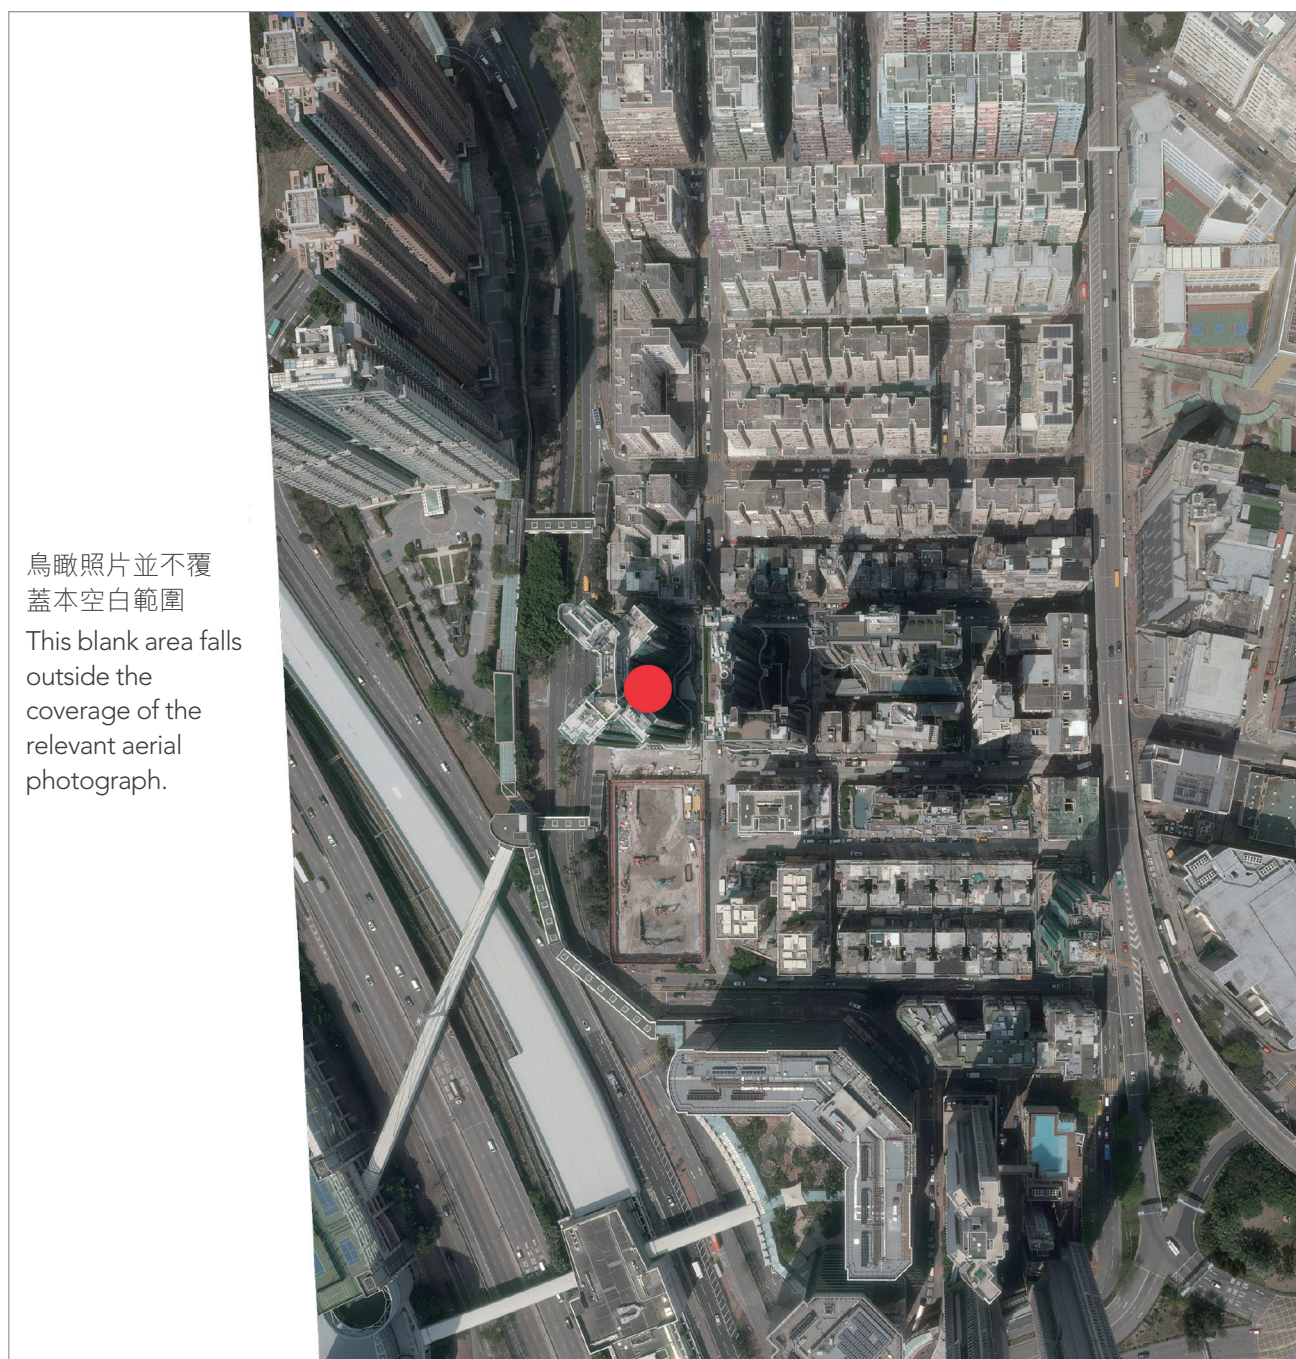 鳥瞰照片並不覆
蓋本空白範圍
This blank area falls
outside the
coverage of the
relevant aerial
photograph.